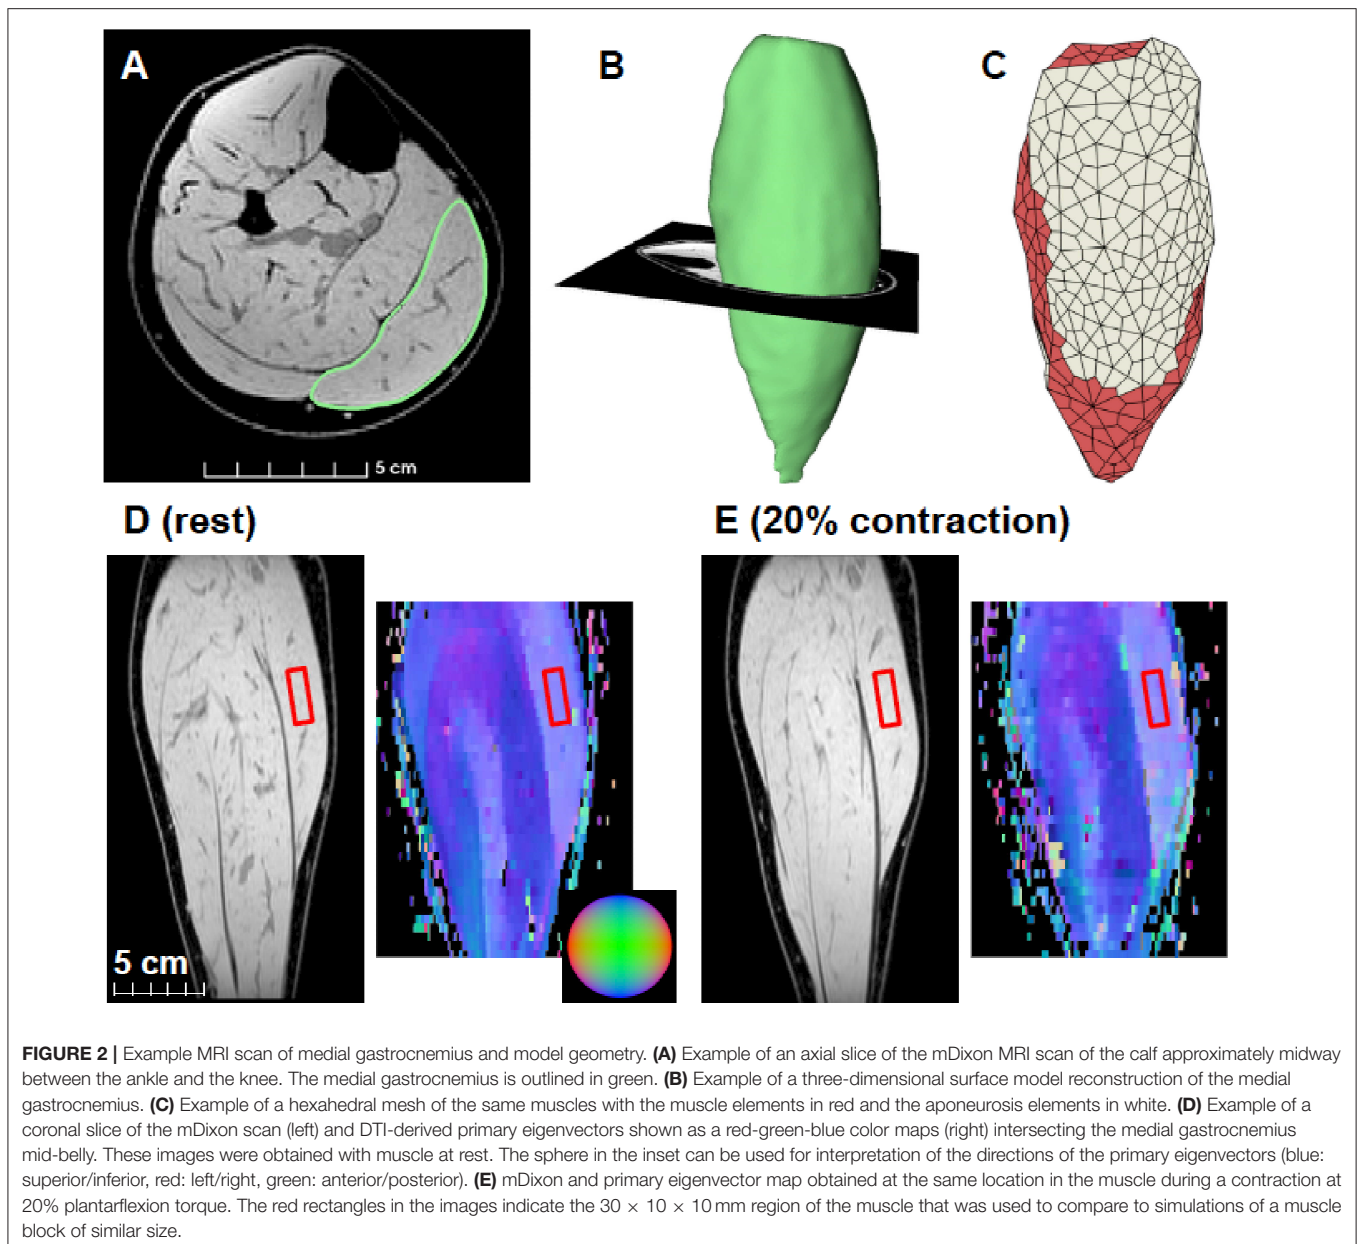 A
B
C
5 cm
D (rest)
E (20% contraction)
5 cm
FIGURE 2 | Example MRI scan of medial gastrocnemius and model geometry. (A) Example of an axial slice of the mDixon MRI scan of the calf approximately midway
between the ankle and the knee. The medial gastrocnemius is outlined in green. (B) Example of a three-dimensional surface model reconstruction of the medial
gastrocnemius. (C) Example of a hexahedral mesh of the same muscles with the muscle elements in red and the aponeurosis elements in white. (D) Example of a
coronal slice of the mDixon scan (left) and DTI-derived primary eigenvectors shown as a red-green-blue color maps (right) intersecting the medial gastrocnemius
mid-belly. These images were obtained with muscle at rest. The sphere in the inset can be used for interpretation of the directions of the primary eigenvectors (blue:
superior/inferior, red: left/right, green: anterior/posterior). (E) mDixon and primary eigenvector map obtained at the same location in the muscle during a contraction at
20% plantarflexion torque. The red rectangles in the images indicate the 30 × 10 × 10 mm region of the muscle that was used to compare to simulations of a muscle
block of similar size.